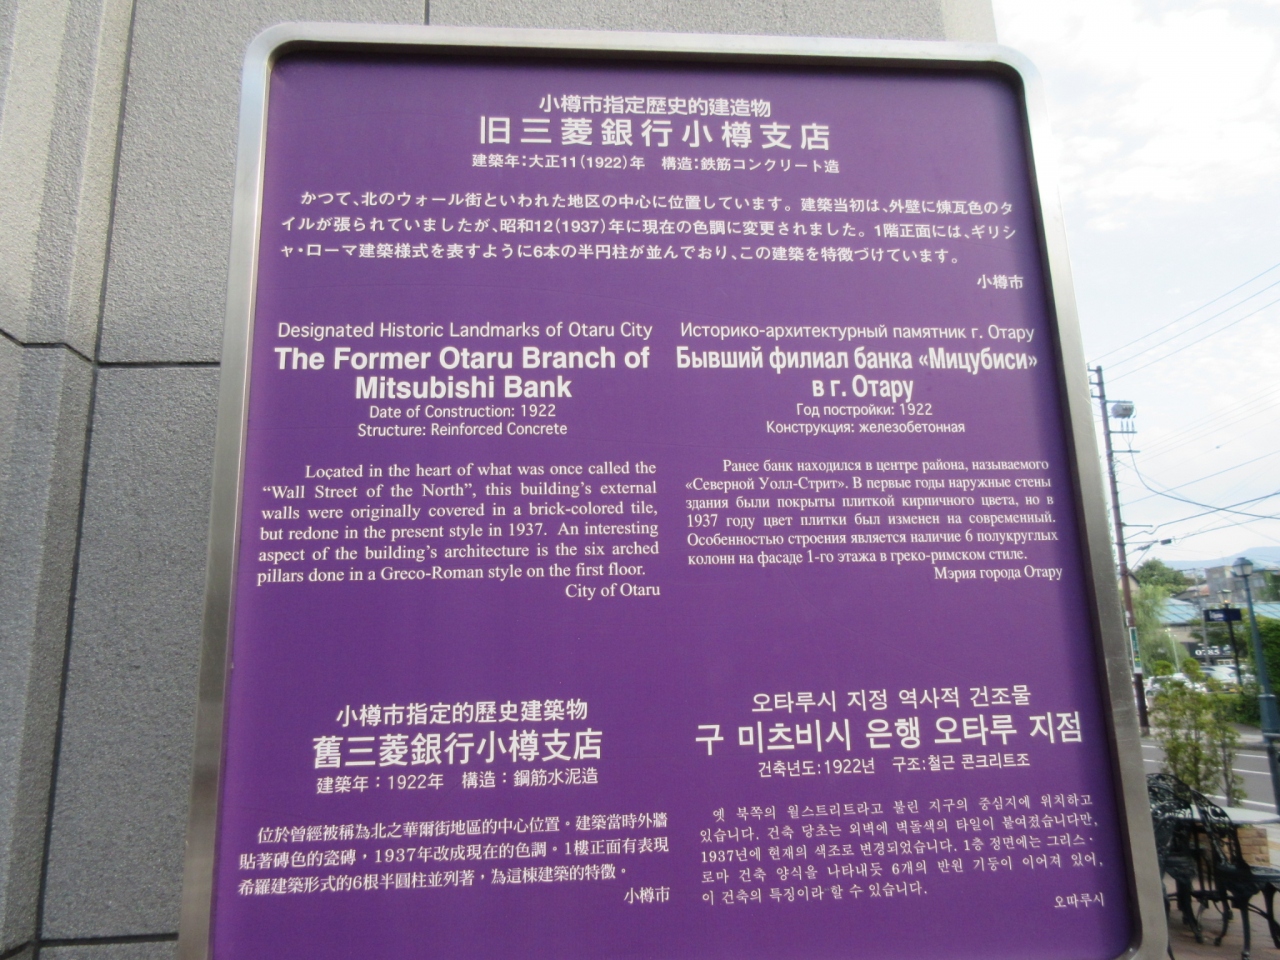 小樽市指定歴史的建造物
旧三菱銀行小樽支店
建築年：大正11（1922）年　構造：鉄筋コンクリート造
かつて、北のウォール街といわれた地区の中心に位置しています。建築当初は、外壁に煉瓦色のタ
イルが張られていましたが、昭和12（1937）年に現在の色調に変更されました。1階正面には、ギリシ
ャ・ローマ建築様式を表すように6本の半円柱が並んでおり、この建築を特徴づけています。
小樽市
Designated Historic Landmarks of Otaru City
The Former Otaru Branch of
Mitsubishi Bank
Date of Construction: 1922
Structure: Reinforced Concrete
Located in the heart of what was once called the
“Wall Street of the North”, this building’s external
walls were originally covered in a brick-colored tile,
but redone in the present style in 1937. An interesting
aspect of the building’s architecture is the six arched
pillars done in a Greco-Roman style on the first floor.
City of Otaru
Историко-архитектурный памятник г. Отару
Бывший филиал банка «Мицубиси»
в г. Отару
Год постройки: 1922
Конструкция: железобетонная
Ранее банк находился в центре района, называемого
«Северной Уолл-Стрит». В первые годы наружные стены
здания были покрыты плиткой кирпичного цвета, но в
1937 году цвет плитки был изменен на современный.
Особенностью строения является наличие 6 полукруглых
колонн на фасаде 1-го этажа в греко-римском стиле.
Мэрия города Отару
小樽市指定的歷史建築物
舊三菱銀行小樽支店
建築年：1922年　構造：鋼筋水泥造
位於曾經被稱為北之華爾街地區的中心位置。建築當時外牆
貼著磚色的瓷磚，1937年改成現在的色調。1樓正面有表現
希羅建築形式的6根半圓柱並列著，為這棟建築的特徵。
小樽市
오타루시 지정 역사적 건조물
구 미츠비시 은행 오타루 지점
건축년도:1922년　구조:철근 콘크리트조
옛 북쪽의 월스트리트라고 불린 지구의 중심지에 위치하고
있습니다. 건축 당초는 외벽에 벽돌색의 타일이 붙여졌습니다만,
1937년에 현재의 색조로 변경되었습니다. 1층 정면에는 그리스·
로마 건축 양식을 나타내듯 6개의 반원 기둥이 이어져 있어,
이 건축의 특징이라 할 수 있습니다.
오따루시